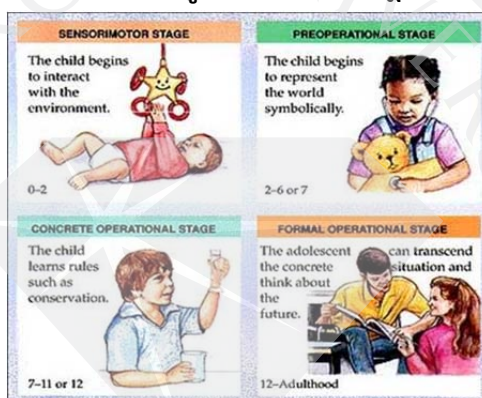 SENSORIMOTOR STAGE
The child begins
to interact
with the
environment.
0-2
PREOPERATIONAL STAGE
The child begins
to represent
the world
symbolically.
2-6 or 7
CONCRETE OPERATIONAL STAGE
The child
learns rules
such as
conservation.
7-11 or 12
FORMAL OPERATIONAL STAGE
The adolescent can transcend
the concrete situation and
think about
the
future.
12-Adulthood